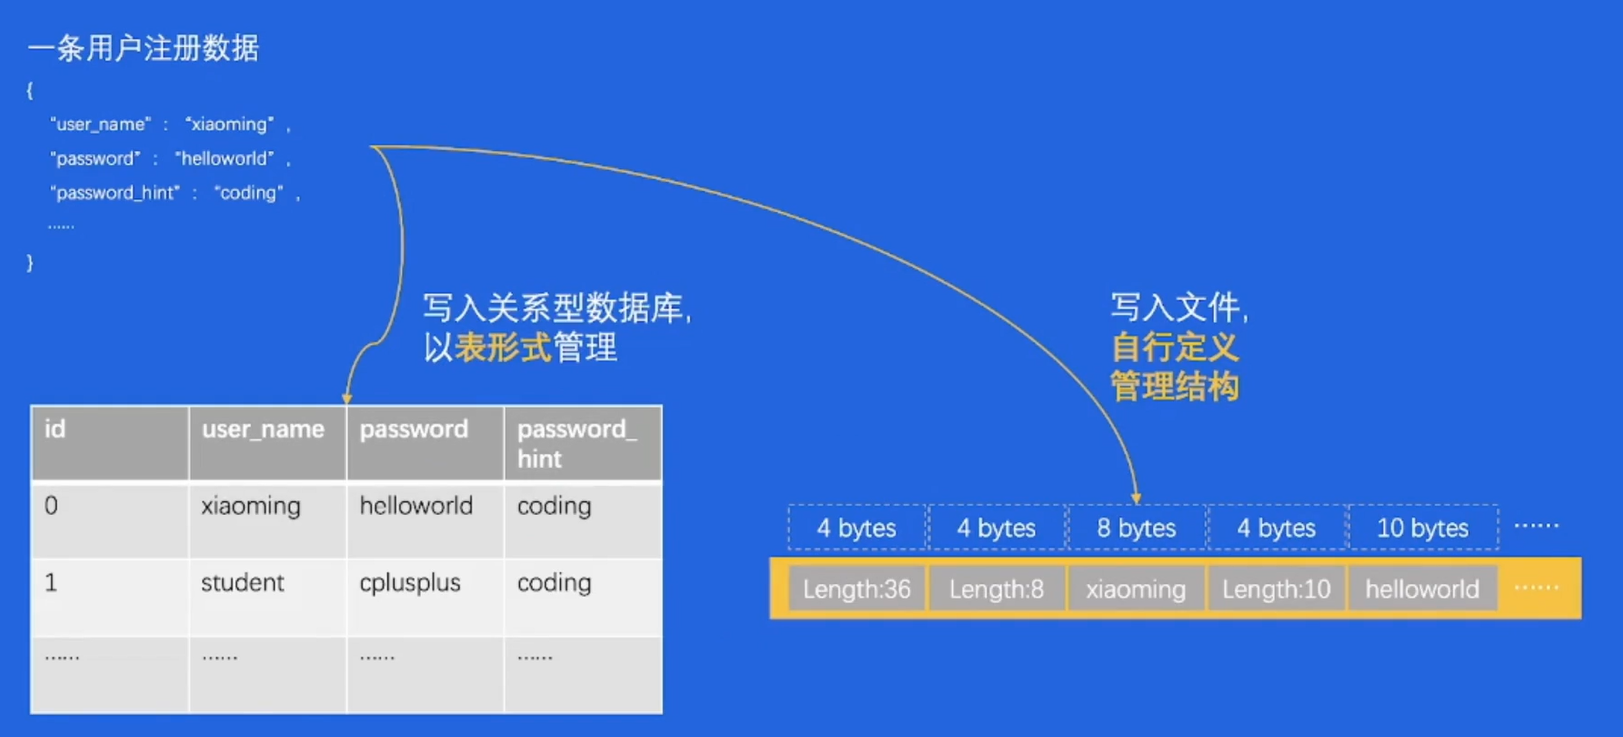 一条用户注册数据
{
"user_name" : "xiaoming" ,
"password" : "helloworld" ,
"password_hint" : "coding" ,
……
}
写入关系型数据库,
以表形式管理
写入文件,
自行定义
管理结构
id user_name password password_
hint
0 xiaoming helloworld coding
1 student cplusplus coding
…… …… …… ……
4 bytes 4 bytes 8 bytes 4 bytes 10 bytes ……
Length:36 Length:8 xiaoming Length:10 helloworld ……